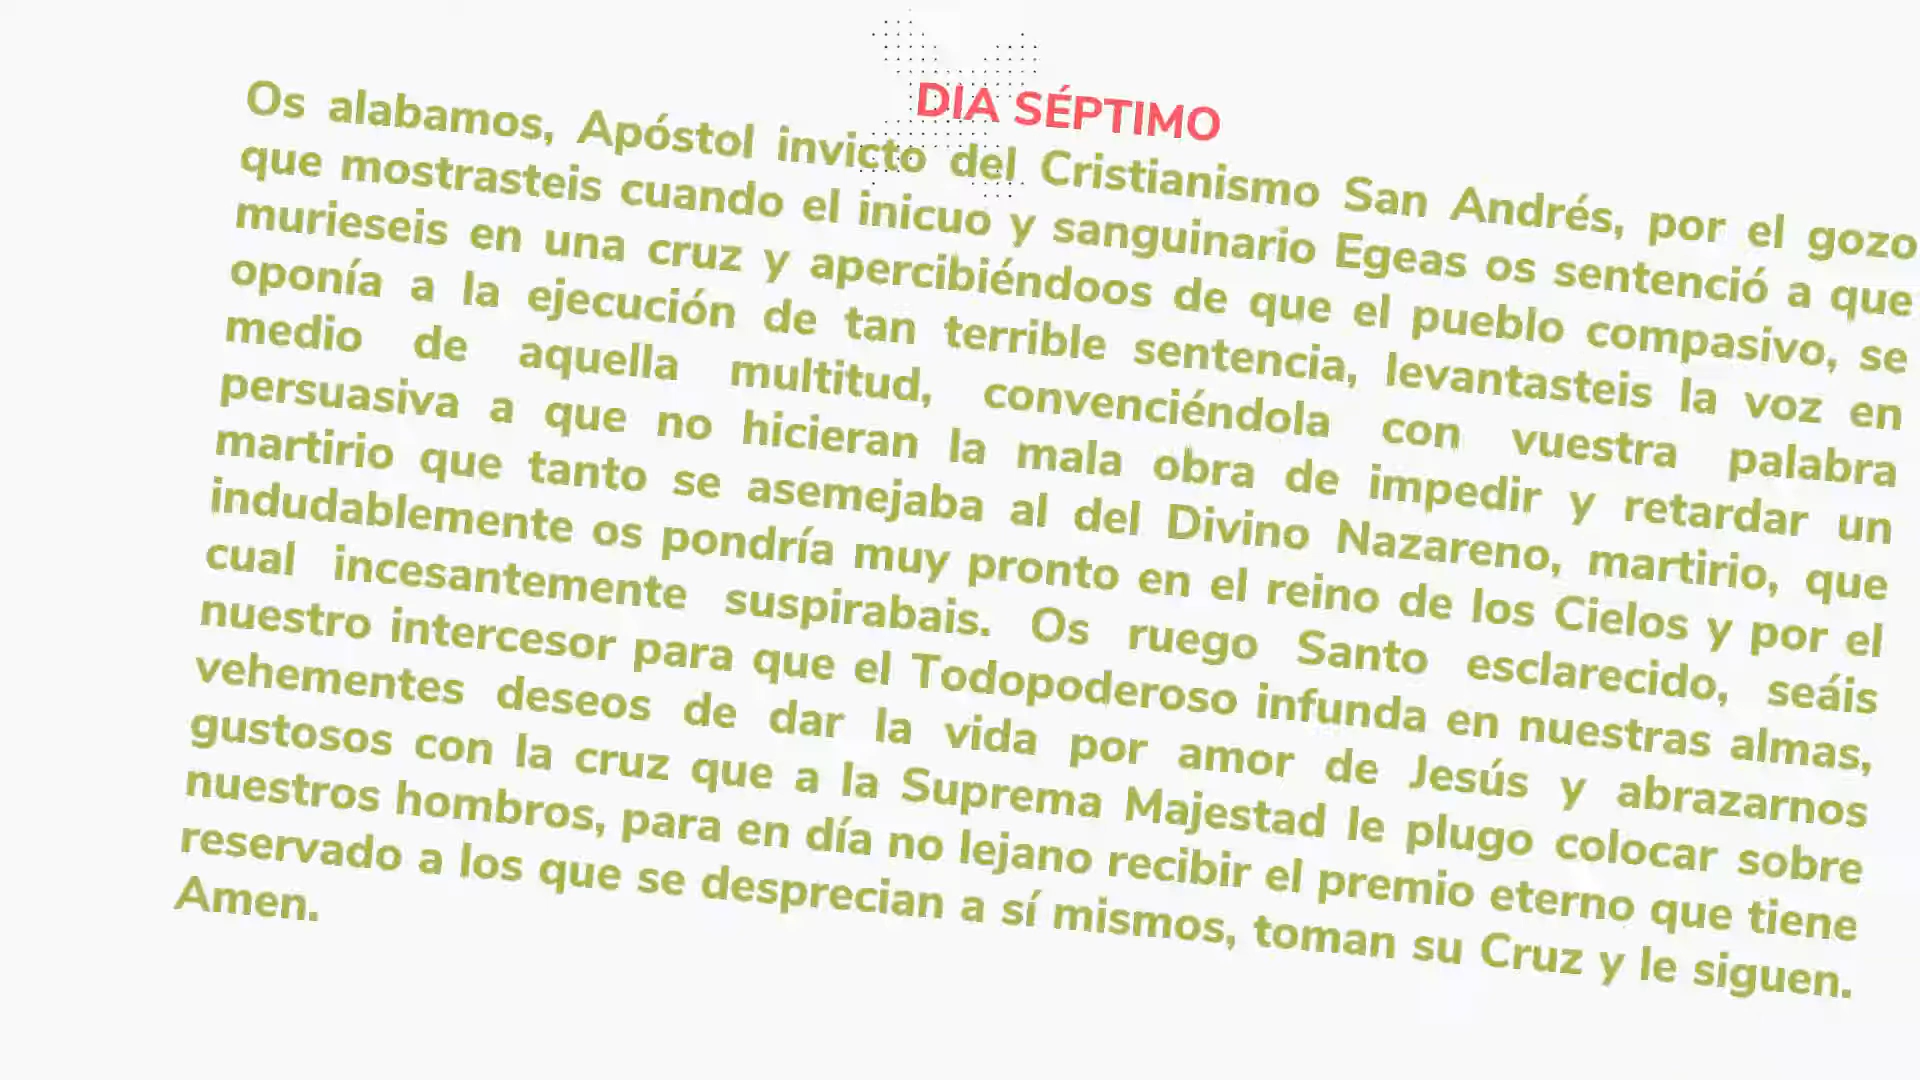 DIA SÉPTIMO
Os alabamos, Apóstol invicto del Cristianismo San Andrés, por el gozo
que mostrasteis cuando el inicuo y sanguinario Egeas os sentenció a que
murieseis en una cruz y apercibiéndoos de que el pueblo compasivo, se
oponía a la ejecución de tan terrible sentencia, levantasteis la voz en
medio de aquella multitud, convenciéndola con vuestra palabra
persuasiva a que no hicieran la mala obra de impedir y retardar un
martirio que tanto se asemejaba al del Divino Nazareno, martirio, que
indudablemente os pondría muy pronto en el reino de los Cielos y por el
cual incesantemente suspirabais. Os ruego Santo esclarecido, seáis
nuestro intercesor para que el Todopoderoso infunda en nuestras almas,
vehementes deseos de dar la vida por amor de Jesús y abrazarnos
gustosos con la cruz que a la Suprema Majestad le plugo colocar sobre
nuestros hombros, para en día no lejano recibir el premio eterno que tiene
reservado a los que se desprecian a sí mismos, toman su Cruz y le siguen.
Amen.